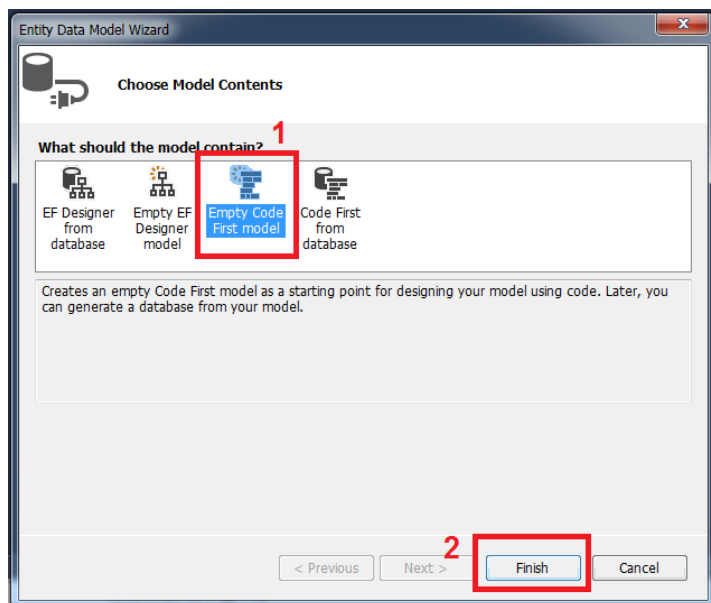 Entity Data Model Wizard
Choose Model Contents
1
What should the model contain?
EF Designer
from
database
Empty EF
Designer
model
Empty Code
First model
Code First
from
database
Creates an empty Code First model as a starting point for designing your model using code. Later, you
can generate a database from your model.
2
< Previous
Next >
Finish
Cancel